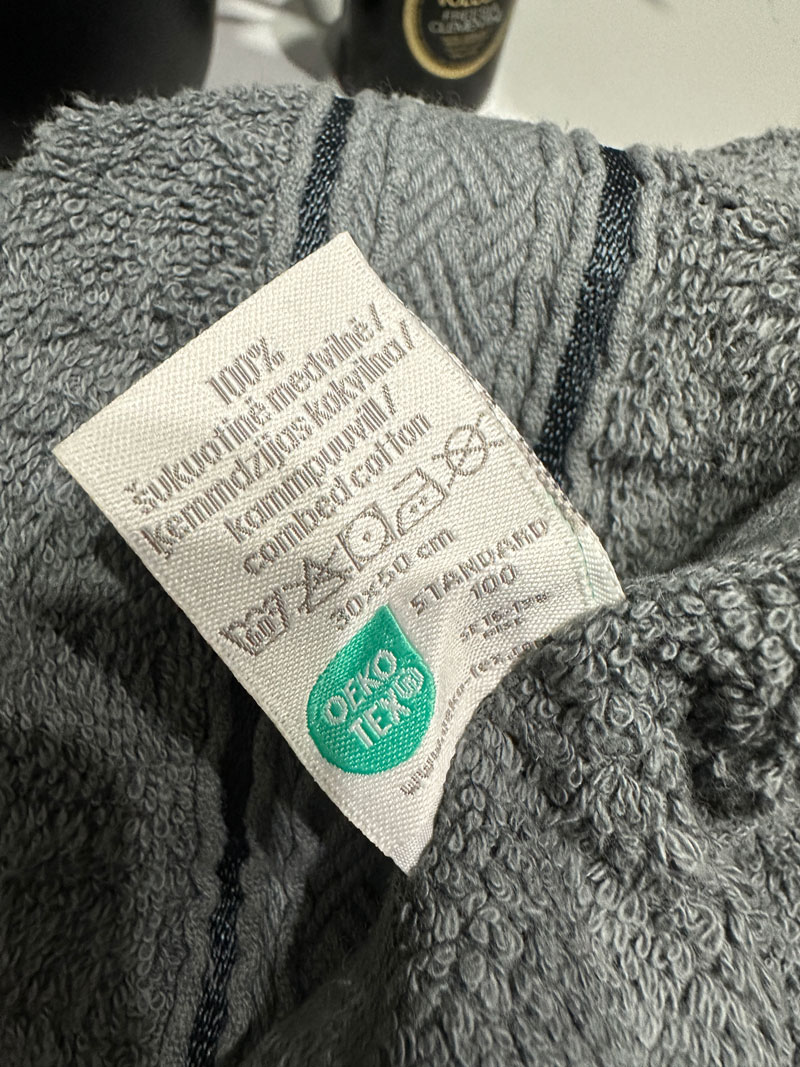 100%
šukuotinė medvilnė/
kemmdzijas kokvilna/
kammpuuvill/
combed cotton
30x50 cm
OEKO
TEX
STANDARD
100